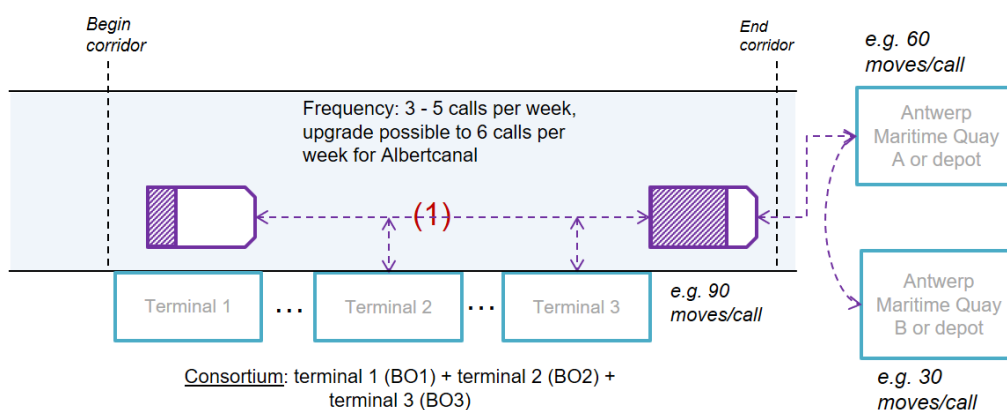 Begin
corridor
End
corridor
e.g. 60
moves/call
Frequency: 3 - 5 calls per week,
upgrade possible to 6 calls per
week for Albertcanal
Antwerp
Maritime Quay
A or depot
(1)
Terminal 1
...
Terminal 2
...
Terminal 3
e.g. 90
moves/call
Antwerp
Maritime Quay
B or depot
Consortium: terminal 1 (BO1) + terminal 2 (BO2) +
terminal 3 (BO3)
e.g. 30
moves/call